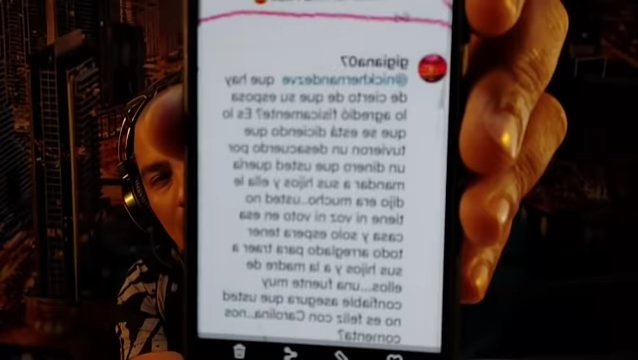 gigiana07
@nickhernandezve que hay
de cierto de que su esposa
lo agredió físicamente? Es lo
que se está diciendo que
tuvieron un desacuerdo por
un dinero que usted quería
mandar a sus hijos y ella le
dijo era mucho..usted no
tiene ni voz ni voto en esa
casa y solo espera tener
todo arreglado para traer a
sus hijos y a la madre de
ellos...una fuente muy
confiable asegura que usted
no es feliz con Carolina..nos
comenta?